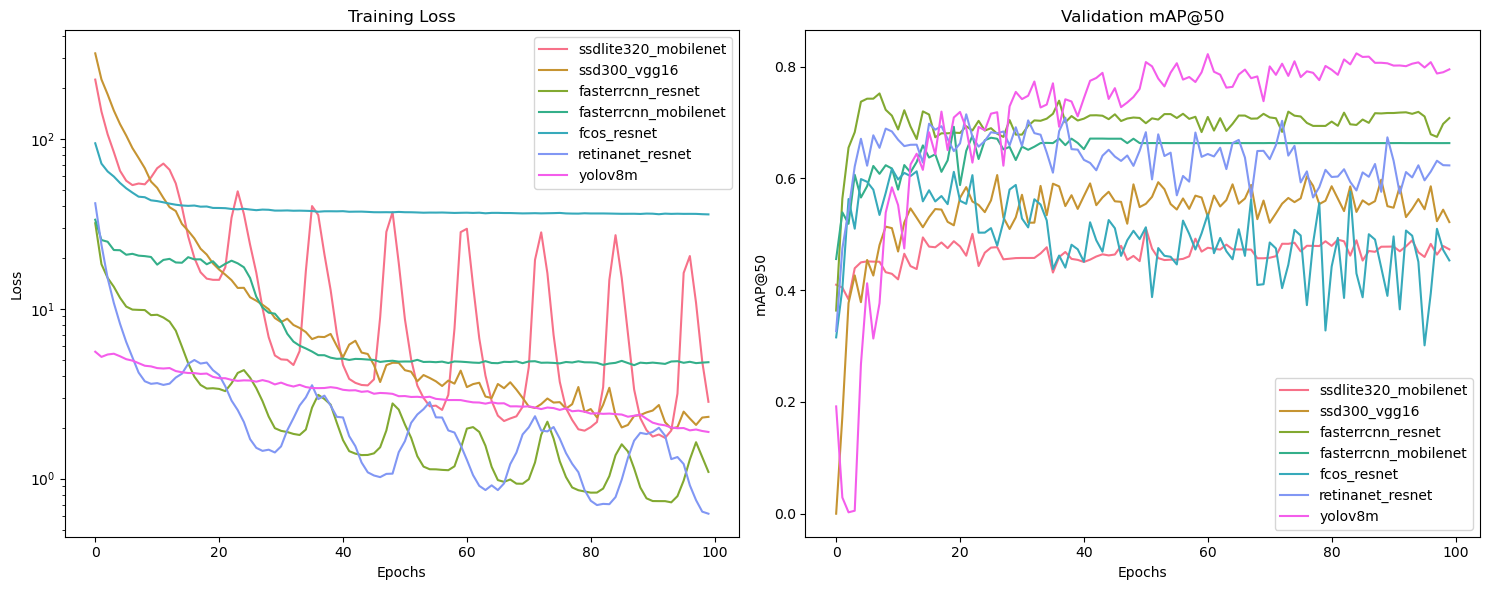 Training Loss
Loss
10²
10¹
10⁰
0
20
40
60
80
100
Epochs
ssdlite320_mobilenet
ssd300_vgg16
fasterrcnn_resnet
fasterrcnn_mobilenet
fcos_resnet
retinanet_resnet
yolov8m
Validation mAP@50
mAP@50
0.8
0.6
0.4
0.2
0.0
0
20
40
60
80
100
Epochs
ssdlite320_mobilenet
ssd300_vgg16
fasterrcnn_resnet
fasterrcnn_mobilenet
fcos_resnet
retinanet_resnet
yolov8m